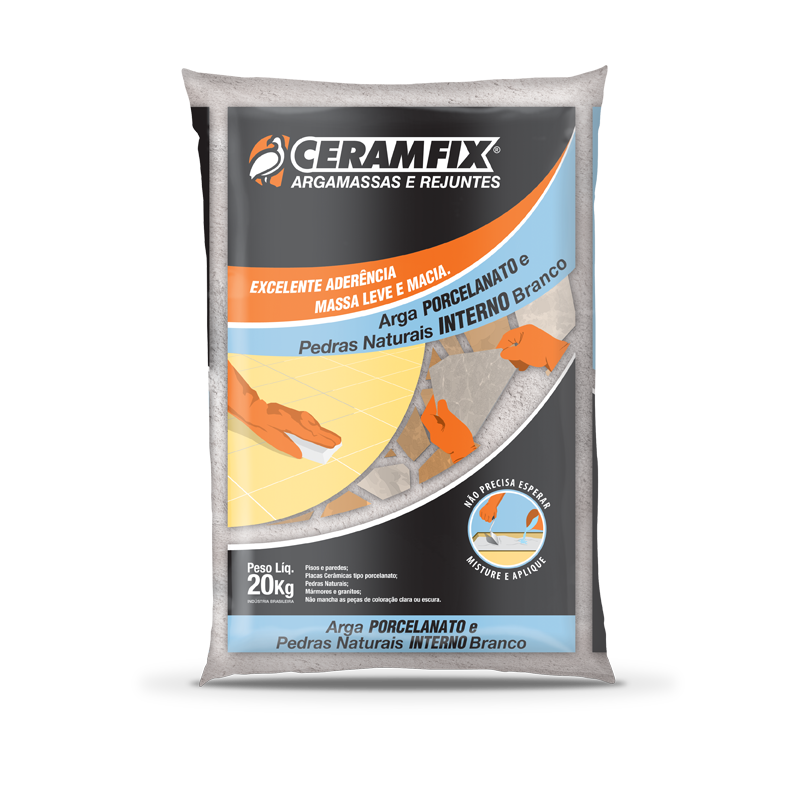 CERAMFIX®
ARGAMASSAS E REJUNTES
EXCELENTE ADERÊNCIA
MASSA LEVE E MACIA.
Arga PORCELANATO e
Pedras Naturais INTERNO Branco
NÃO PRECISA ESPERAR
MISTURE E APLIQUE
Peso Liq.
20Kg
INDÚSTRIA BRASILEIRA
Pisos e paredes;
Placas Cerâmicas tipo porcelanato;
Pedras Naturais;
Mármores e granitos;
Não mancha as peças de coloração clara ou escura.
Arga PORCELANATO e
Pedras Naturais INTERNO Branco